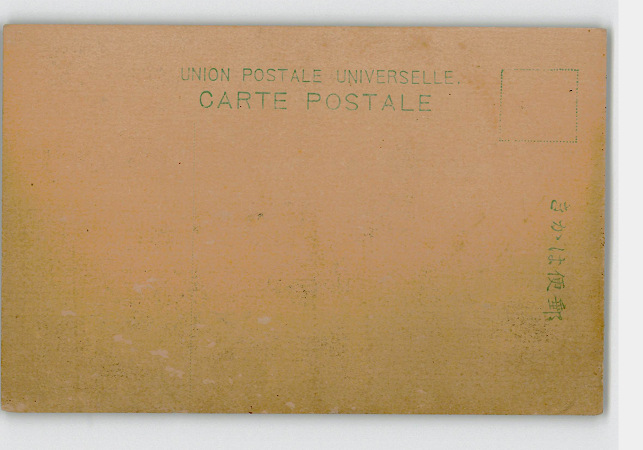 UNION POSTALE UNIVERSELLE.
CARTE POSTALE
郵便はかき